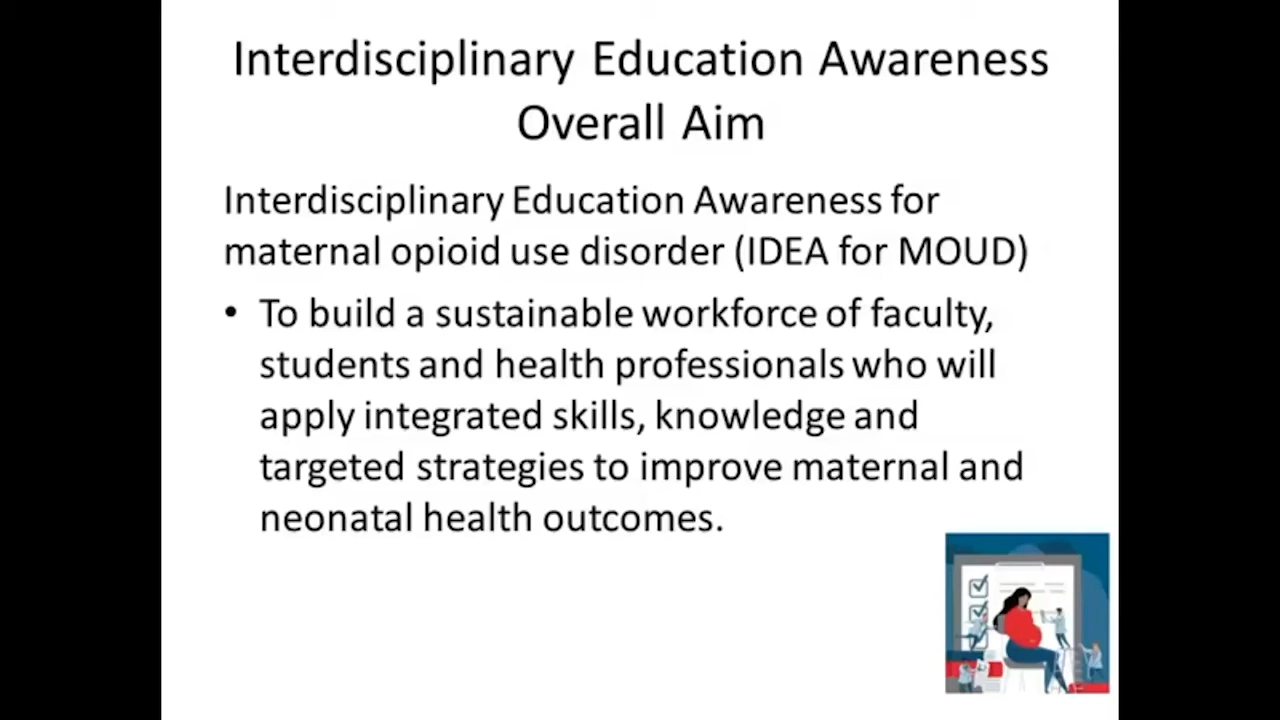 Interdisciplinary Education Awareness
Overall Aim
Interdisciplinary Education Awareness for
maternal opioid use disorder (IDEA for MOUD)
• To build a sustainable workforce of faculty,
students and health professionals who will
apply integrated skills, knowledge and
targeted strategies to improve maternal and
neonatal health outcomes.